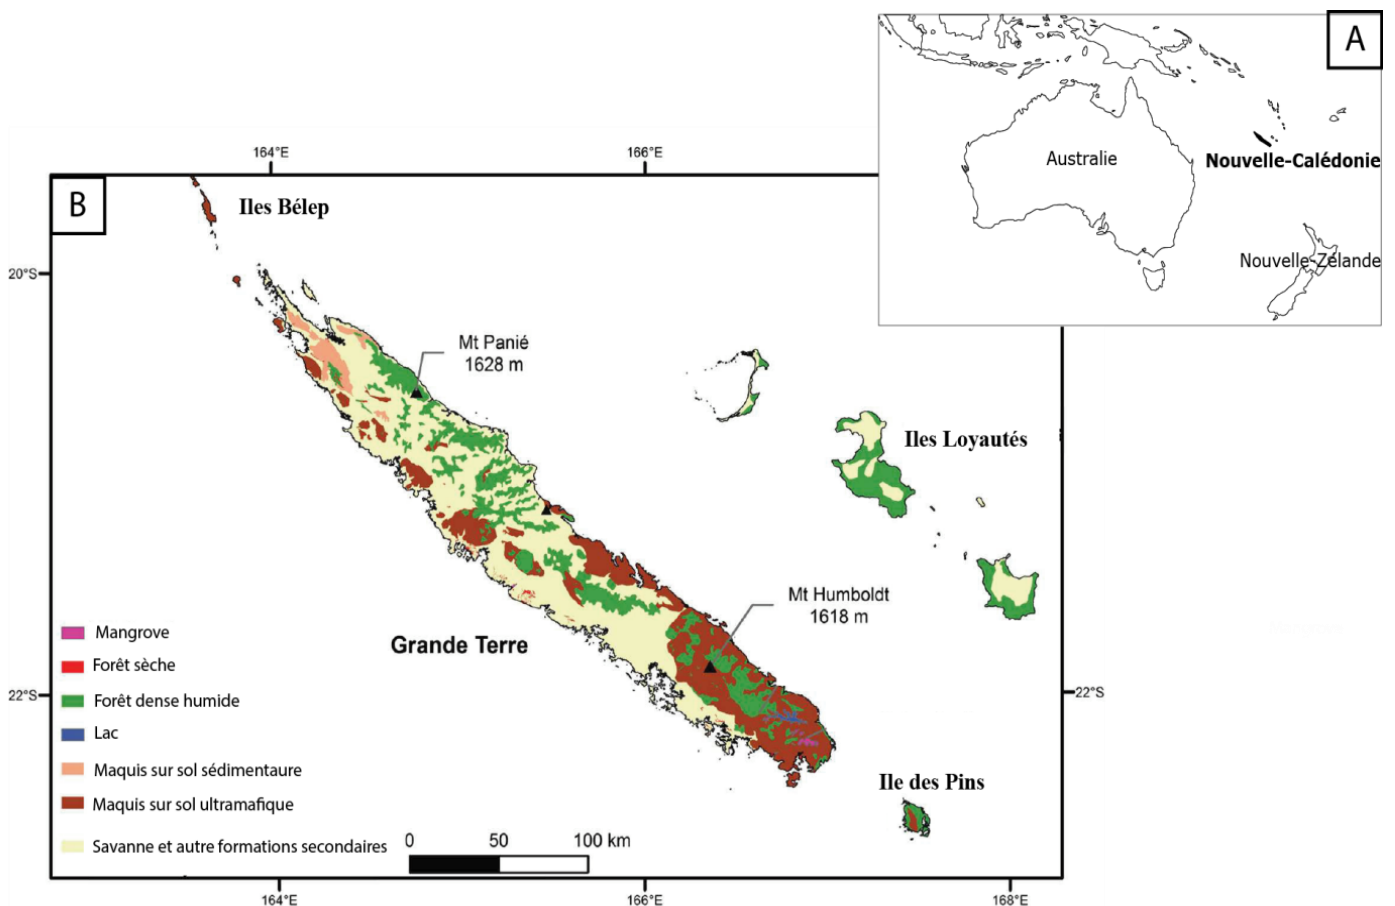 A
Australie
Nouvelle-Calédonie
Nouvelle-Zélande
164°E
166°E
B
Iles Bélep
20°S
Mt Panié
1628 m
Iles Loyautés
Mt Humboldt
1618 m
Grande Terre
Mangrove
Forêt sèche
Forêt dense humide
22°S
22°S
Lac
Maquis sur sol sédimentaure
Maquis sur sol ultramafique
Savanne et autre formations secondaires
Ile des Pins
0 50 100 km
164°E
166°E
168°E